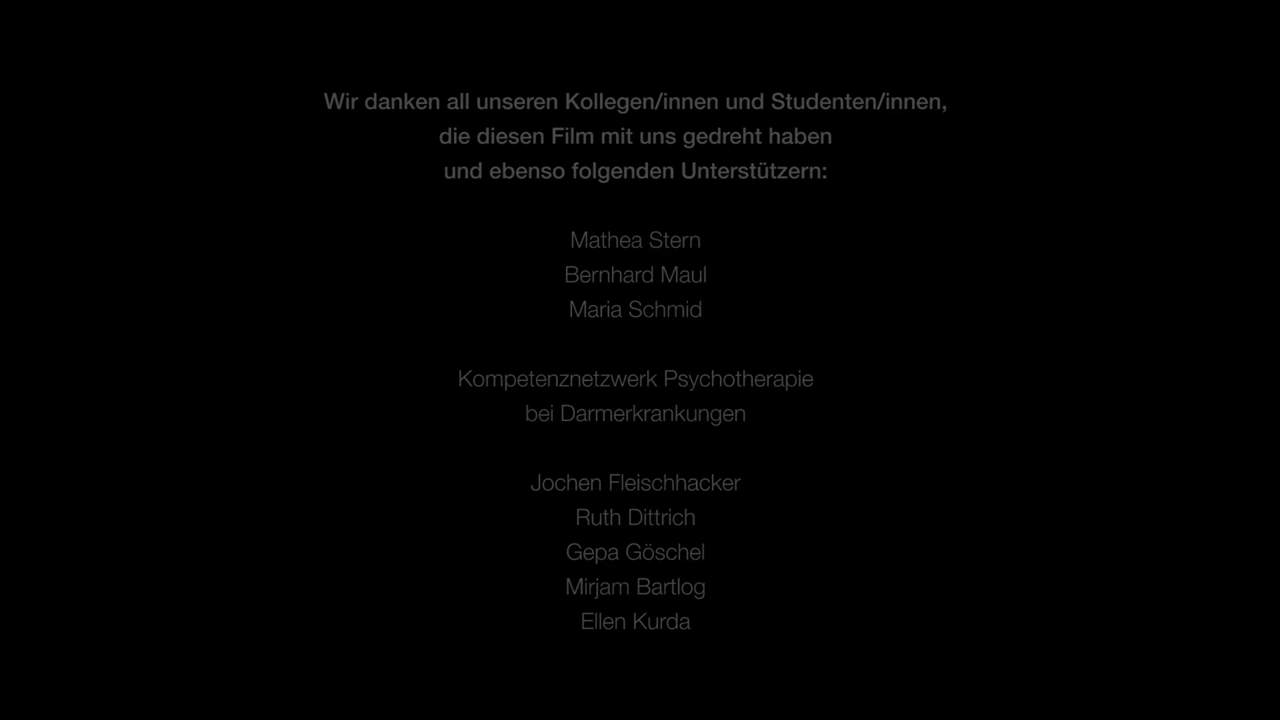 Wir danken all unseren Kollegen/innen und Studenten/innen,
die diesen Film mit uns gedreht haben
und ebenso folgenden Unterstützern:
Mathea Stern
Bernhard Maul
Maria Schmid
Kompetenznetzwerk Psychotherapie
bei Darmerkrankungen
Jochen Fleischhacker
Ruth Dittrich
Gepa Göschel
Mirjam Bartlog
Ellen Kurda